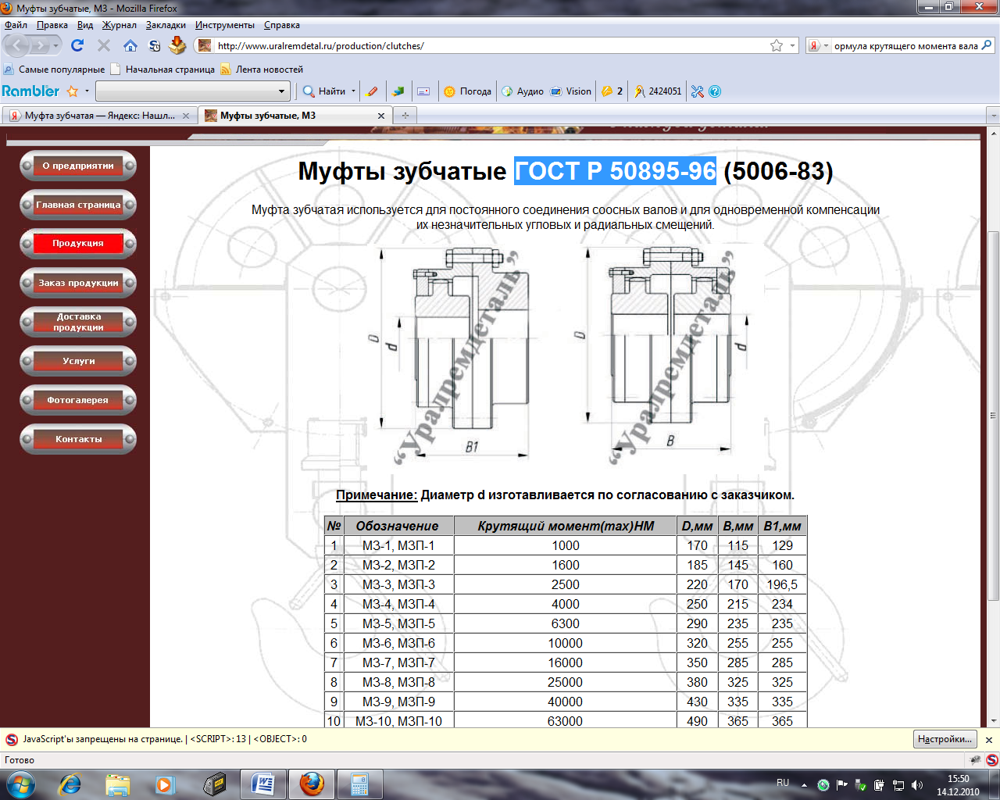 Муфты зубчатые, МЗ - Mozilla Firefox
Файл Правка Вид Журнал Закладки Инструменты Справка
http://www.uralremdetal.ru/production/clutches/
ормула крутящего момента вала
Самые популярные Начальная страница Лента новостей
Rambler Найти Погода Аудио Vision 2 2424051
Муфта зубчатая — Яндекс: Нашл... Муфты зубчатые, МЗ
О предприятии
Главная страница
Продукция
Заказ продукции
Доставка
продукции
Услуги
Фотогалерея
Контакты
Муфты зубчатые ГОСТ Р 50895-96 (5006-83)
Муфта зубчатая используется для постоянного соединения соосных валов и для одновременной компенсации
их незначительных угловых и радиальных смещений.
D d B1 "Уралремдеталь"
D d B "Уралремдеталь"
Примечание: Диаметр d изготавливается по согласованию с заказчиком.
№ Обозначение Крутящий момент(max)НМ D,мм B,мм B1,мм
1 МЗ-1, МЗП-1 1000 170 115 129
2 МЗ-2, МЗП-2 1600 185 145 160
3 МЗ-3, МЗП-3 2500 220 170 196,5
4 МЗ-4, МЗП-4 4000 250 215 234
5 МЗ-5, МЗП-5 6300 290 235 235
6 МЗ-6, МЗП-6 10000 320 255 255
7 МЗ-7, МЗП-7 16000 350 285 285
8 МЗ-8, МЗП-8 25000 380 325 325
9 МЗ-9, МЗП-9 40000 430 335 335
10 МЗ-10, МЗП-10 63000 490 365 365
JavaScript'ы запрещены на странице. | <SCRIPT>: 13 | <OBJECT>: 0
Настройки...
Готово
RU
15:50
14.12.2010